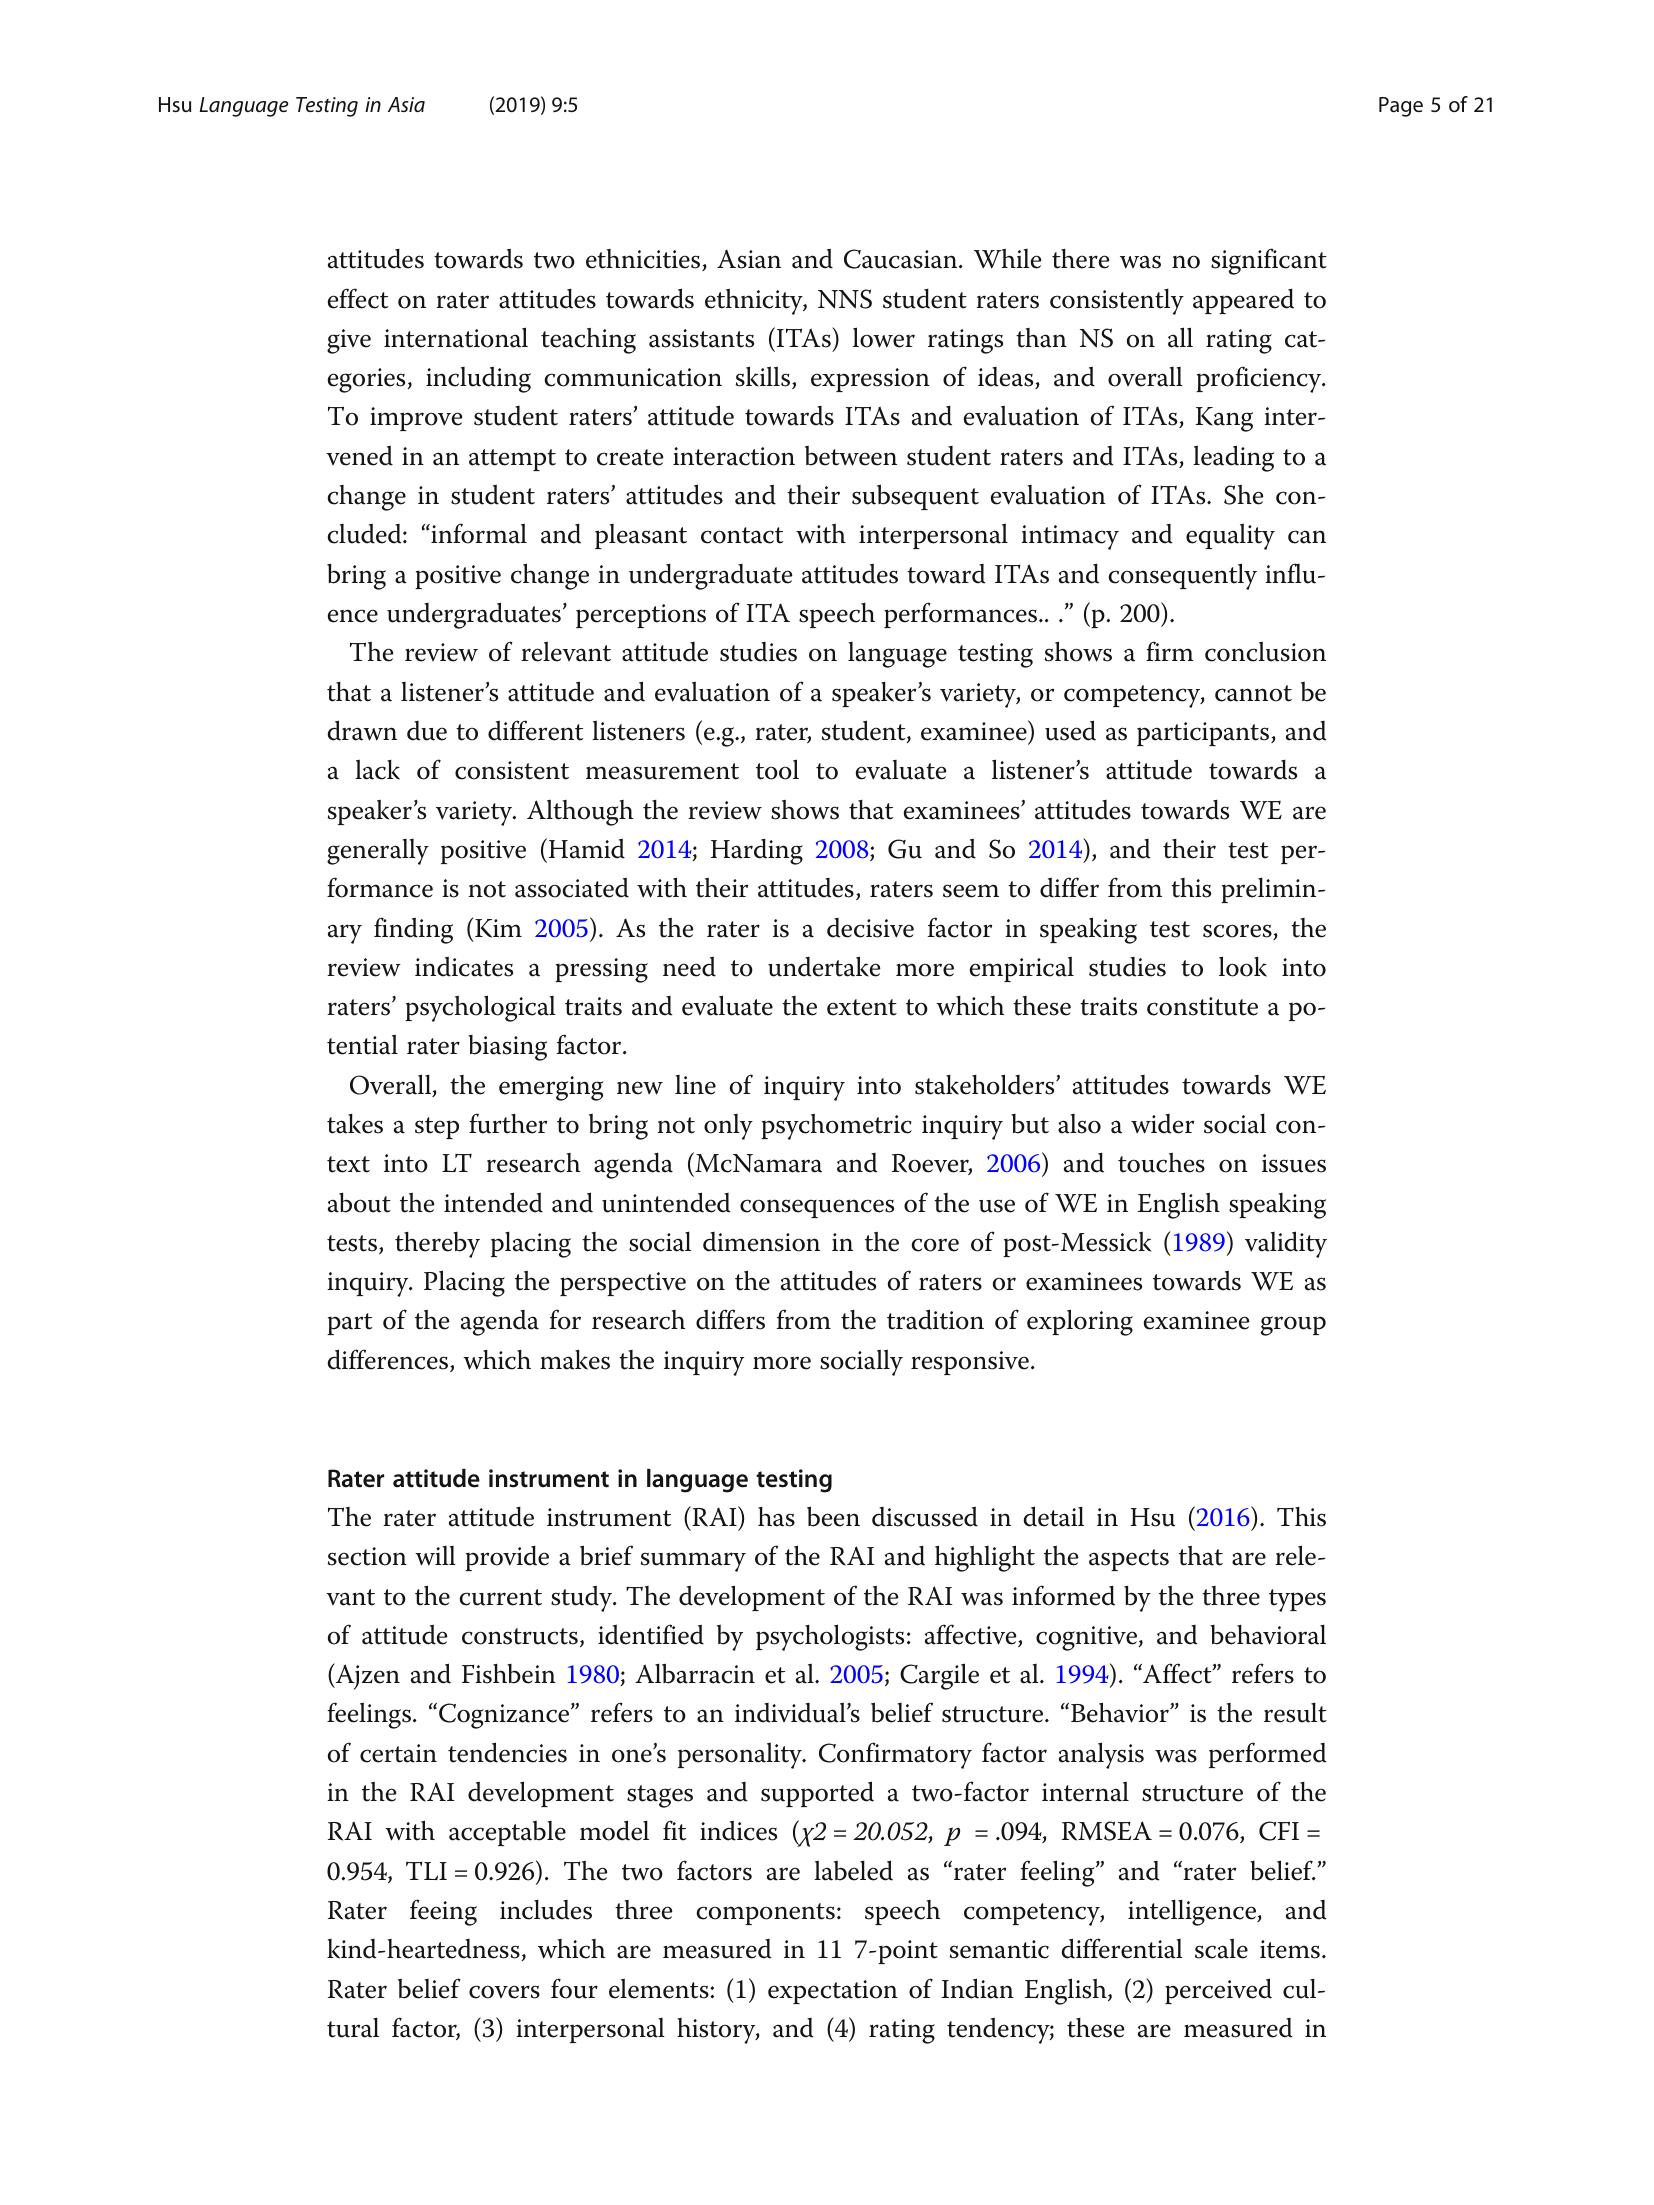 Hsu Language Testing in Asia (2019) 9:5 Page 5 of 21
attitudes towards two ethnicities, Asian and Caucasian. While there was no significant
effect on rater attitudes towards ethnicity, NNS student raters consistently appeared to
give international teaching assistants (ITAs) lower ratings than NS on all rating cat-
egories, including communication skills, expression of ideas, and overall proficiency.
To improve student raters’ attitude towards ITAs and evaluation of ITAs, Kang inter-
vened in an attempt to create interaction between student raters and ITAs, leading to a
change in student raters’ attitudes and their subsequent evaluation of ITAs. She con-
cluded: “informal and pleasant contact with interpersonal intimacy and equality can
bring a positive change in undergraduate attitudes toward ITAs and consequently influ-
ence undergraduates’ perceptions of ITA speech performances.. .” (p. 200).
The review of relevant attitude studies on language testing shows a firm conclusion
that a listener’s attitude and evaluation of a speaker’s variety, or competency, cannot be
drawn due to different listeners (e.g., rater, student, examinee) used as participants, and
a lack of consistent measurement tool to evaluate a listener’s attitude towards a
speaker’s variety. Although the review shows that examinees’ attitudes towards WE are
generally positive (Hamid 2014; Harding 2008; Gu and So 2014), and their test per-
formance is not associated with their attitudes, raters seem to differ from this prelimin-
ary finding (Kim 2005). As the rater is a decisive factor in speaking test scores, the
review indicates a pressing need to undertake more empirical studies to look into
raters’ psychological traits and evaluate the extent to which these traits constitute a po-
tential rater biasing factor.
Overall, the emerging new line of inquiry into stakeholders’ attitudes towards WE
takes a step further to bring not only psychometric inquiry but also a wider social con-
text into LT research agenda (McNamara and Roever, 2006) and touches on issues
about the intended and unintended consequences of the use of WE in English speaking
tests, thereby placing the social dimension in the core of post-Messick (1989) validity
inquiry. Placing the perspective on the attitudes of raters or examinees towards WE as
part of the agenda for research differs from the tradition of exploring examinee group
differences, which makes the inquiry more socially responsive.
Rater attitude instrument in language testing
The rater attitude instrument (RAI) has been discussed in detail in Hsu (2016). This
section will provide a brief summary of the RAI and highlight the aspects that are rele-
vant to the current study. The development of the RAI was informed by the three types
of attitude constructs, identified by psychologists: affective, cognitive, and behavioral
(Ajzen and Fishbein 1980; Albarracin et al. 2005; Cargile et al. 1994). “Affect” refers to
feelings. “Cognizance” refers to an individual’s belief structure. “Behavior” is the result
of certain tendencies in one’s personality. Confirmatory factor analysis was performed
in the RAI development stages and supported a two-factor internal structure of the
RAI with acceptable model fit indices (χ2 = 20.052, p = .094, RMSEA = 0.076, CFI =
0.954, TLI = 0.926). The two factors are labeled as “rater feeling” and “rater belief.”
Rater feeing includes three components: speech competency, intelligence, and
kind-heartedness, which are measured in 11 7-point semantic differential scale items.
Rater belief covers four elements: (1) expectation of Indian English, (2) perceived cul-
tural factor, (3) interpersonal history, and (4) rating tendency; these are measured in